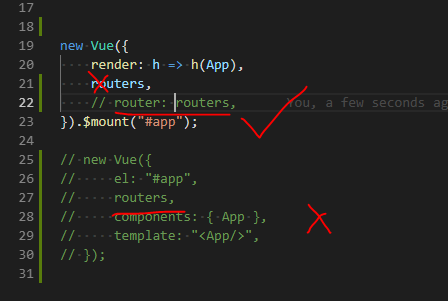 17
18
19 new Vue({
20     render: h => h(App),
21     routers,
22     // router: routers, You, a few seconds ag
23 }).$mount("#app");
24
25 // new Vue({
26 //     el: "#app",
27 //     routers,
28 //     components: { App },
29 //     template: "<App/>",
30 // });
31